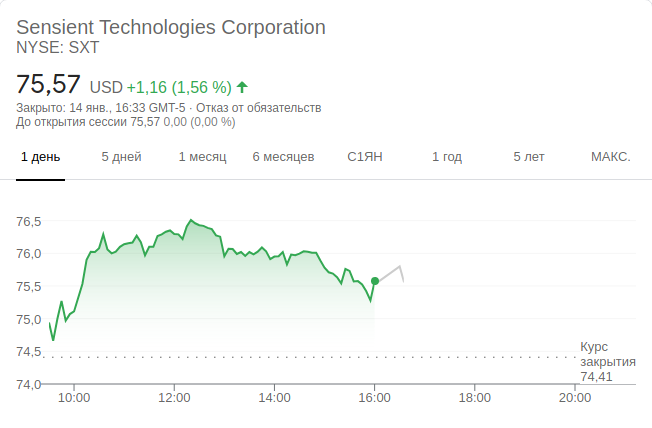 Sensient Technologies Corporation
NYSE: SXT
75,57 USD +1,16 (1,56 %)
Закрыто: 14 янв., 16:33 GMT-5 · Отказ от обязательств
До открытия сессии 75,57 0,00 (0,00 %)
1 день 5 дней 1 месяц 6 месяцев С1ЯН 1 год 5 лет МАКС.
76,5
76,0
75,5
75,0
74,5
74,0
Курс
закрытия
74,41
10:00 12:00 14:00 16:00 18:00 20:00